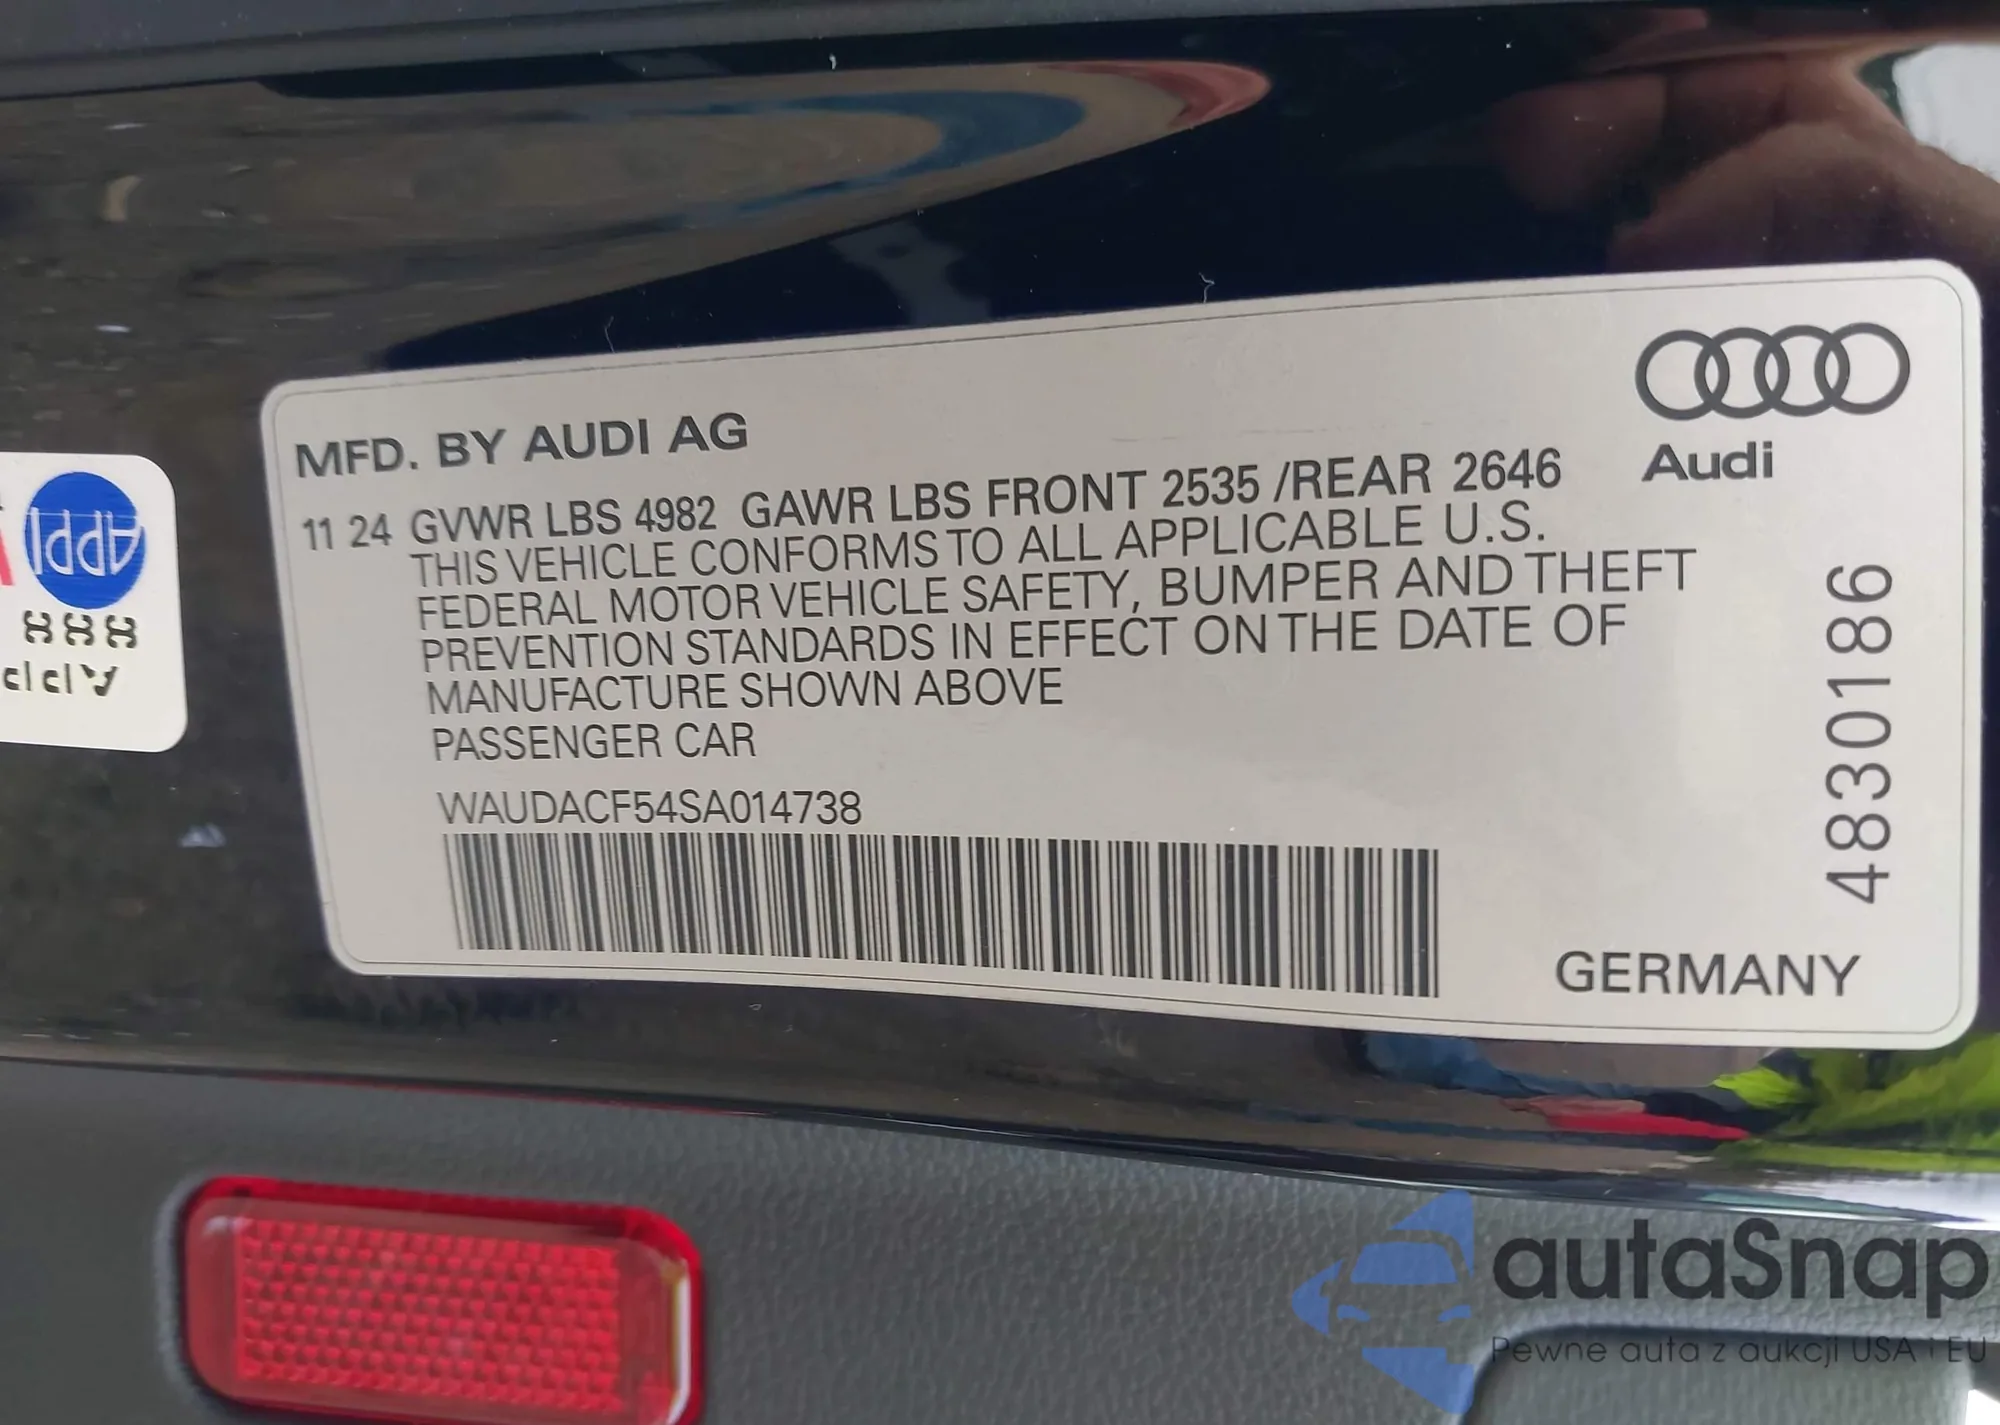 MFD. BY AUDI AG
11 24 GVWR LBS 4982 GAWR LBS FRONT 2535 /REAR 2646
THIS VEHICLE CONFORMS TO ALL APPLICABLE U.S.
FEDERAL MOTOR VEHICLE SAFETY, BUMPER AND THEFT
PREVENTION STANDARDS IN EFFECT ON THE DATE OF
MANUFACTURE SHOWN ABOVE
PASSENGER CAR
WAUDACF54SA014738
Audi
4830186
GERMANY
APPI
autaSnap
Pewne auta z aukcji USA i EU